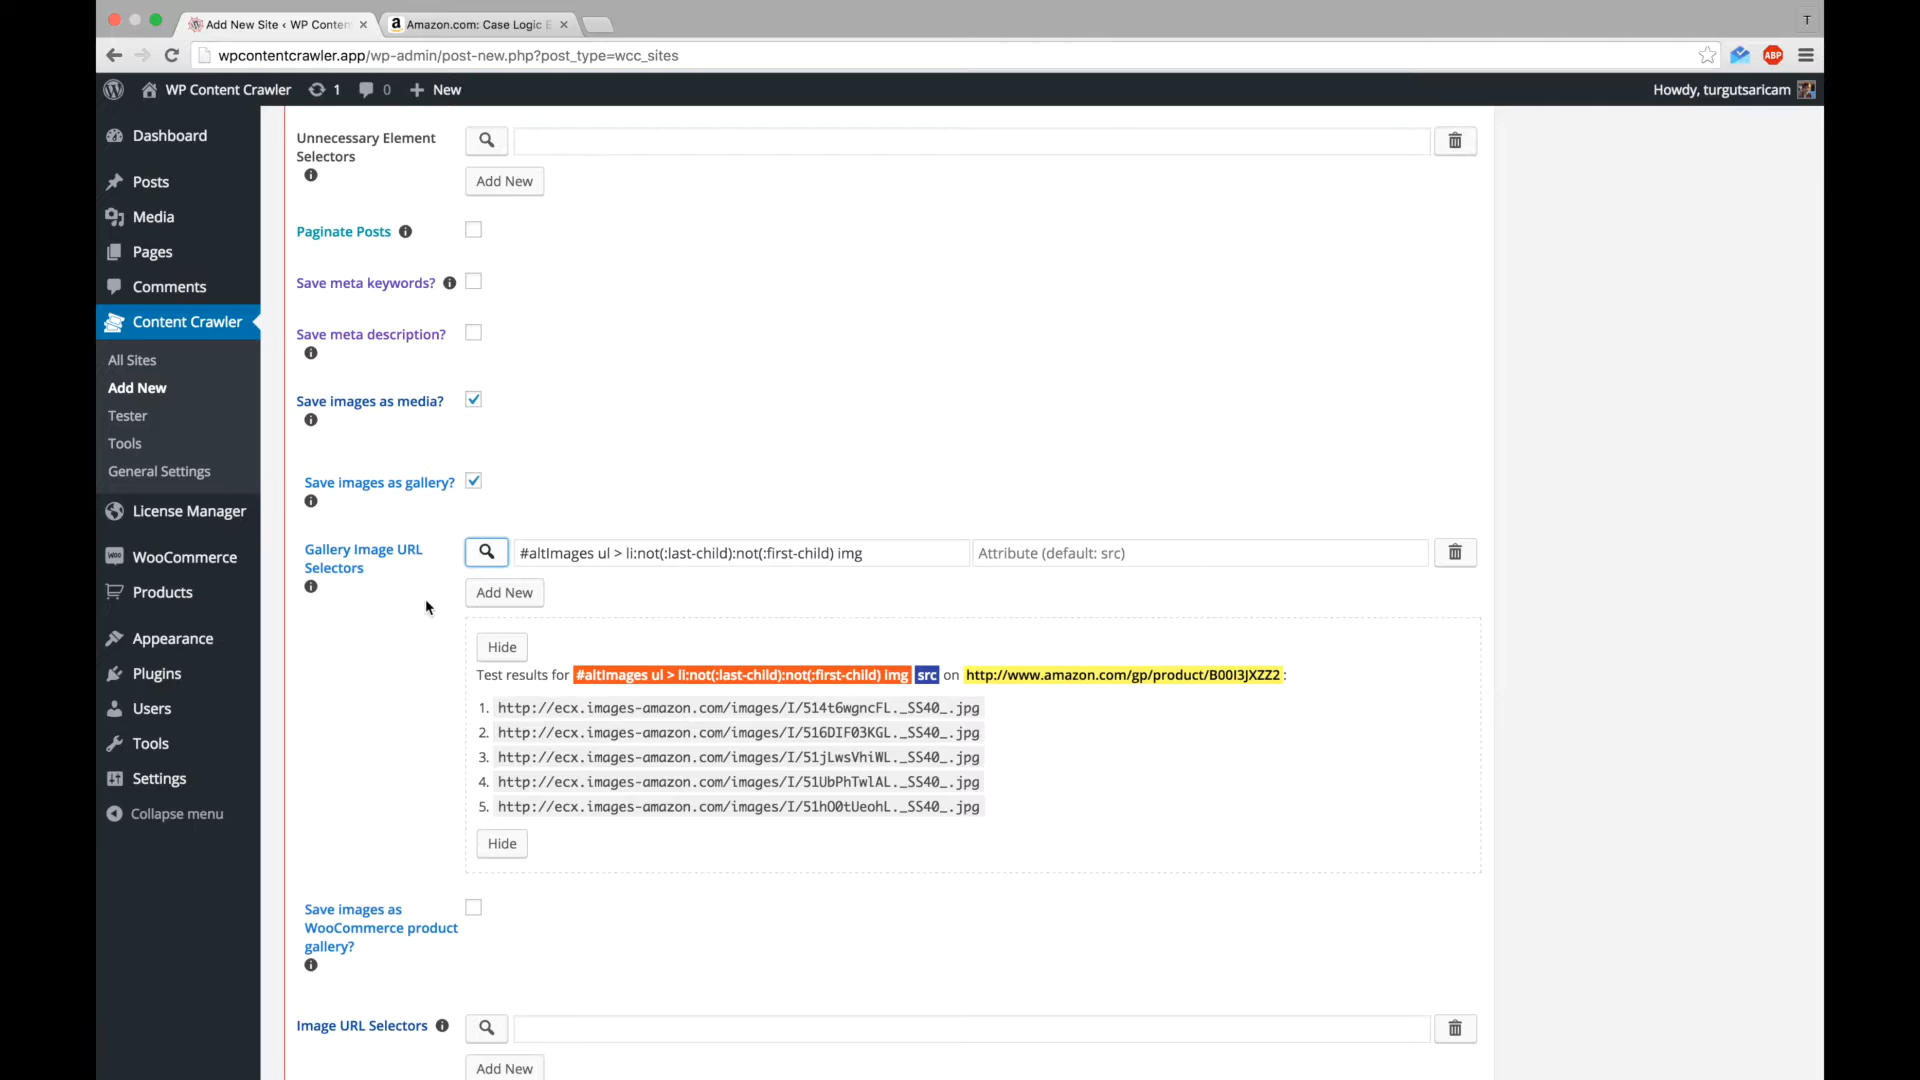 Add New Site ‹ WP Conten
Amazon.com: Case Logic E
T
wpcontentcrawler.app/wp-admin/post-new.php?post_type=wcc_sites
ABP
WP Content Crawler 1 0 New
Howdy, turgutsaricam
Dashboard
Posts
Media
Pages
Comments
Content Crawler
All Sites
Add New
Tester
Tools
General Settings
License Manager
WooCommerce
Products
Appearance
Plugins
Users
Tools
Settings
Collapse menu
Unnecessary Element
Selectors
Add New
Paginate Posts
Save meta keywords?
Save meta description?
Save images as media?
Save images as gallery?
Gallery Image URL
Selectors
#altImages ul > li:not(:last-child):not(:first-child) img
Attribute (default: src)
Add New
Hide
Test results for #altImages ul > li:not(:last-child):not(:first-child) img src on http://www.amazon.com/gp/product/B00I3JXZZ2 :
1. http://ecx.images-amazon.com/images/I/514t6wgncFL._SS40_.jpg
2. http://ecx.images-amazon.com/images/I/516DIF03KGL._SS40_.jpg
3. http://ecx.images-amazon.com/images/I/51jLwsVhiWL._SS40_.jpg
4. http://ecx.images-amazon.com/images/I/51UbPhTwlAL._SS40_.jpg
5. http://ecx.images-amazon.com/images/I/51hO0tUeohL._SS40_.jpg
Hide
Save images as
WooCommerce product
gallery?
Image URL Selectors
Add New